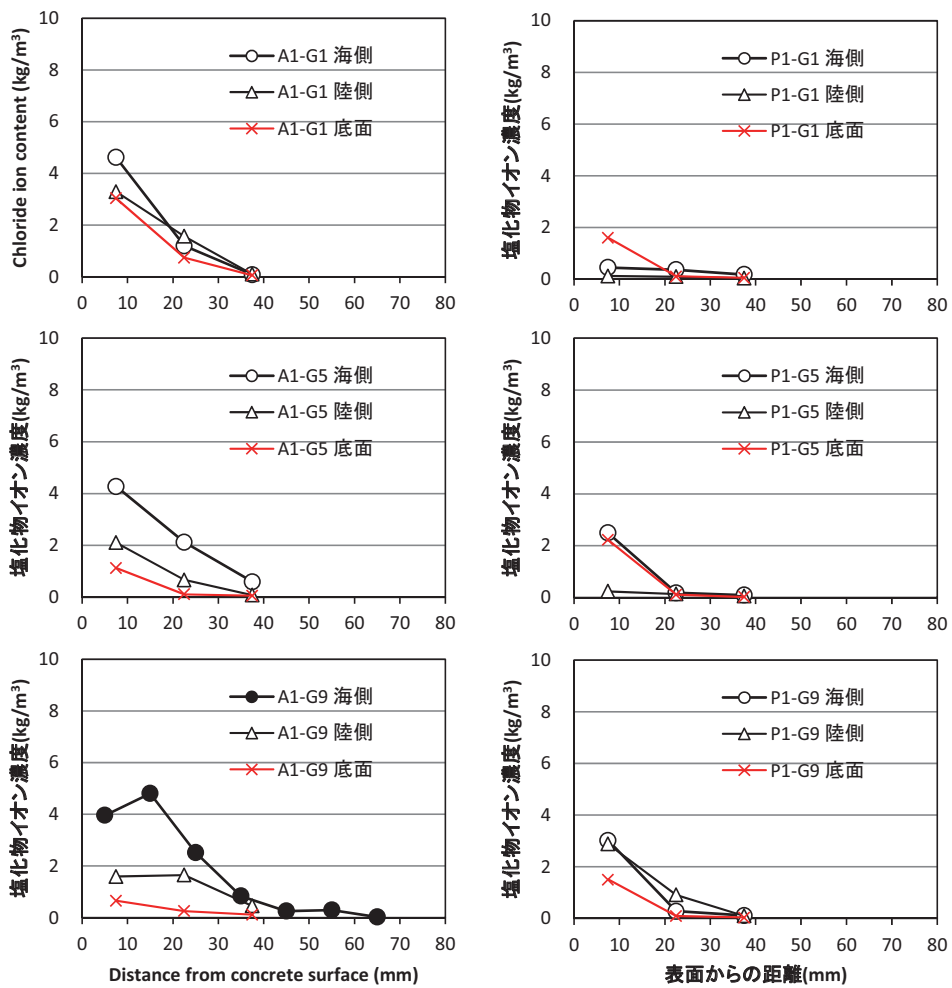 Chloride ion content (kg/m³)
10
8
6
4
2
0
A1-G1 海側
A1-G1 陸側
A1-G1 底面
0 10 20 30 40 50 60 70 80
塩化物イオン濃度(kg/m³)
10
8
6
4
2
0
P1-G1 海側
P1-G1 陸側
P1-G1 底面
0 10 20 30 40 50 60 70 80
塩化物イオン濃度(kg/m³)
10
8
6
4
2
0
A1-G5 海側
A1-G5 陸側
A1-G5 底面
0 10 20 30 40 50 60 70 80
塩化物イオン濃度(kg/m³)
10
8
6
4
2
0
P1-G5 海側
P1-G5 陸側
P1-G5 底面
0 10 20 30 40 50 60 70 80
塩化物イオン濃度(kg/m³)
10
8
6
4
2
0
A1-G9 海側
A1-G9 陸側
A1-G9 底面
0 10 20 30 40 50 60 70 80
Distance from concrete surface (mm)
塩化物イオン濃度(kg/m³)
10
8
6
4
2
0
P1-G9 海側
P1-G9 陸側
P1-G9 底面
0 10 20 30 40 50 60 70 80
表面からの距離(mm)